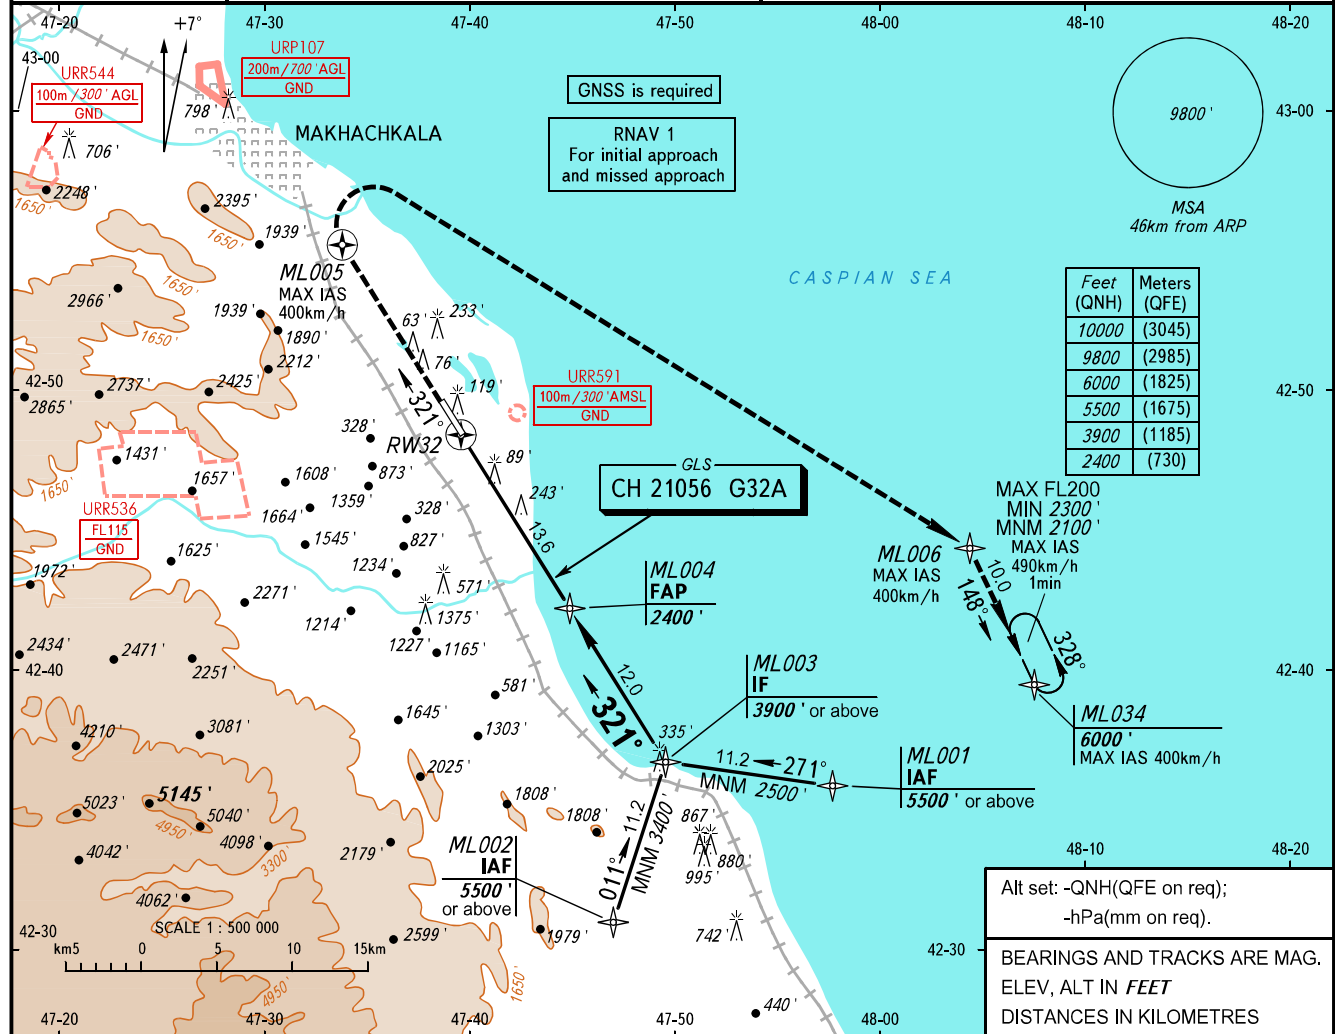 47-20
47-30
47-40
47-50
48-00
48-10
48-20
43-00
+7°
URP107
200m/700'AGL
GND
URR544
100m/300'AGL
GND
798'
706'
MAKHACHKALA
GNSS is required
RNAV 1
For initial approach
and missed approach
9800'
MSA
46km from ARP
43-00
2248'
1650'
2395'
1650'
1939'
ML005
MAX IAS
400km/h
CASPIAN SEA
Feet Meters
(QNH) (QFE)
10000 (3045)
9800 (2985)
6000 (1825)
5500 (1675)
3900 (1185)
2400 (730)
1650'
2966'
1650'
1939'
1890'
2212'
63'
233'
76'
119'
321°
RW32
URR591
100m/300'AMSL
GND
42-50
42-50
2865'
2737'
2425'
328'
873'
1359'
1431'
1657'
1608'
1664'
1650'
URR536
FL115
GND
89'
243'
GLS
CH 21056 G32A
13.6
328'
827'
1545'
1234'
1625'
571'
1375'
1972'
2271'
1214'
1227'
1165'
ML004
FAP
2400'
MAX FL200
MIN 2300'
MNM 2100'
MAX IAS
490km/h
1min
ML006
MAX IAS
400km/h
10.0
148°
328°
2434'
2471'
2251'
42-40
42-40
12.0
321°
ML003
IF
3900' or above
335'
581'
1645'
1303'
4210'
3081'
ML034
6000'
MAX IAS 400km/h
11.2
271°
MNM 2500'
ML001
IAF
5500' or above
2025'
1808'
1808'
5145'
5023'
5040'
4950'
4098'
3300'
4042'
2179'
867'
880'
995'
11.2
011°
MNM 3400'
ML002
IAF
5500'
or above
48-10
48-20
4062'
SCALE 1 : 500 000
km5 0 5 10 15km
42-30
2599'
1979'
742'
42-30
4950'
1650'
440'
Alt set: -QNH(QFE on req);
-hPa(mm on req).
BEARINGS AND TRACKS ARE MAG.
ELEV, ALT IN FEET
DISTANCES IN KILOMETRES
47-20
47-30
47-40
47-50
48-00